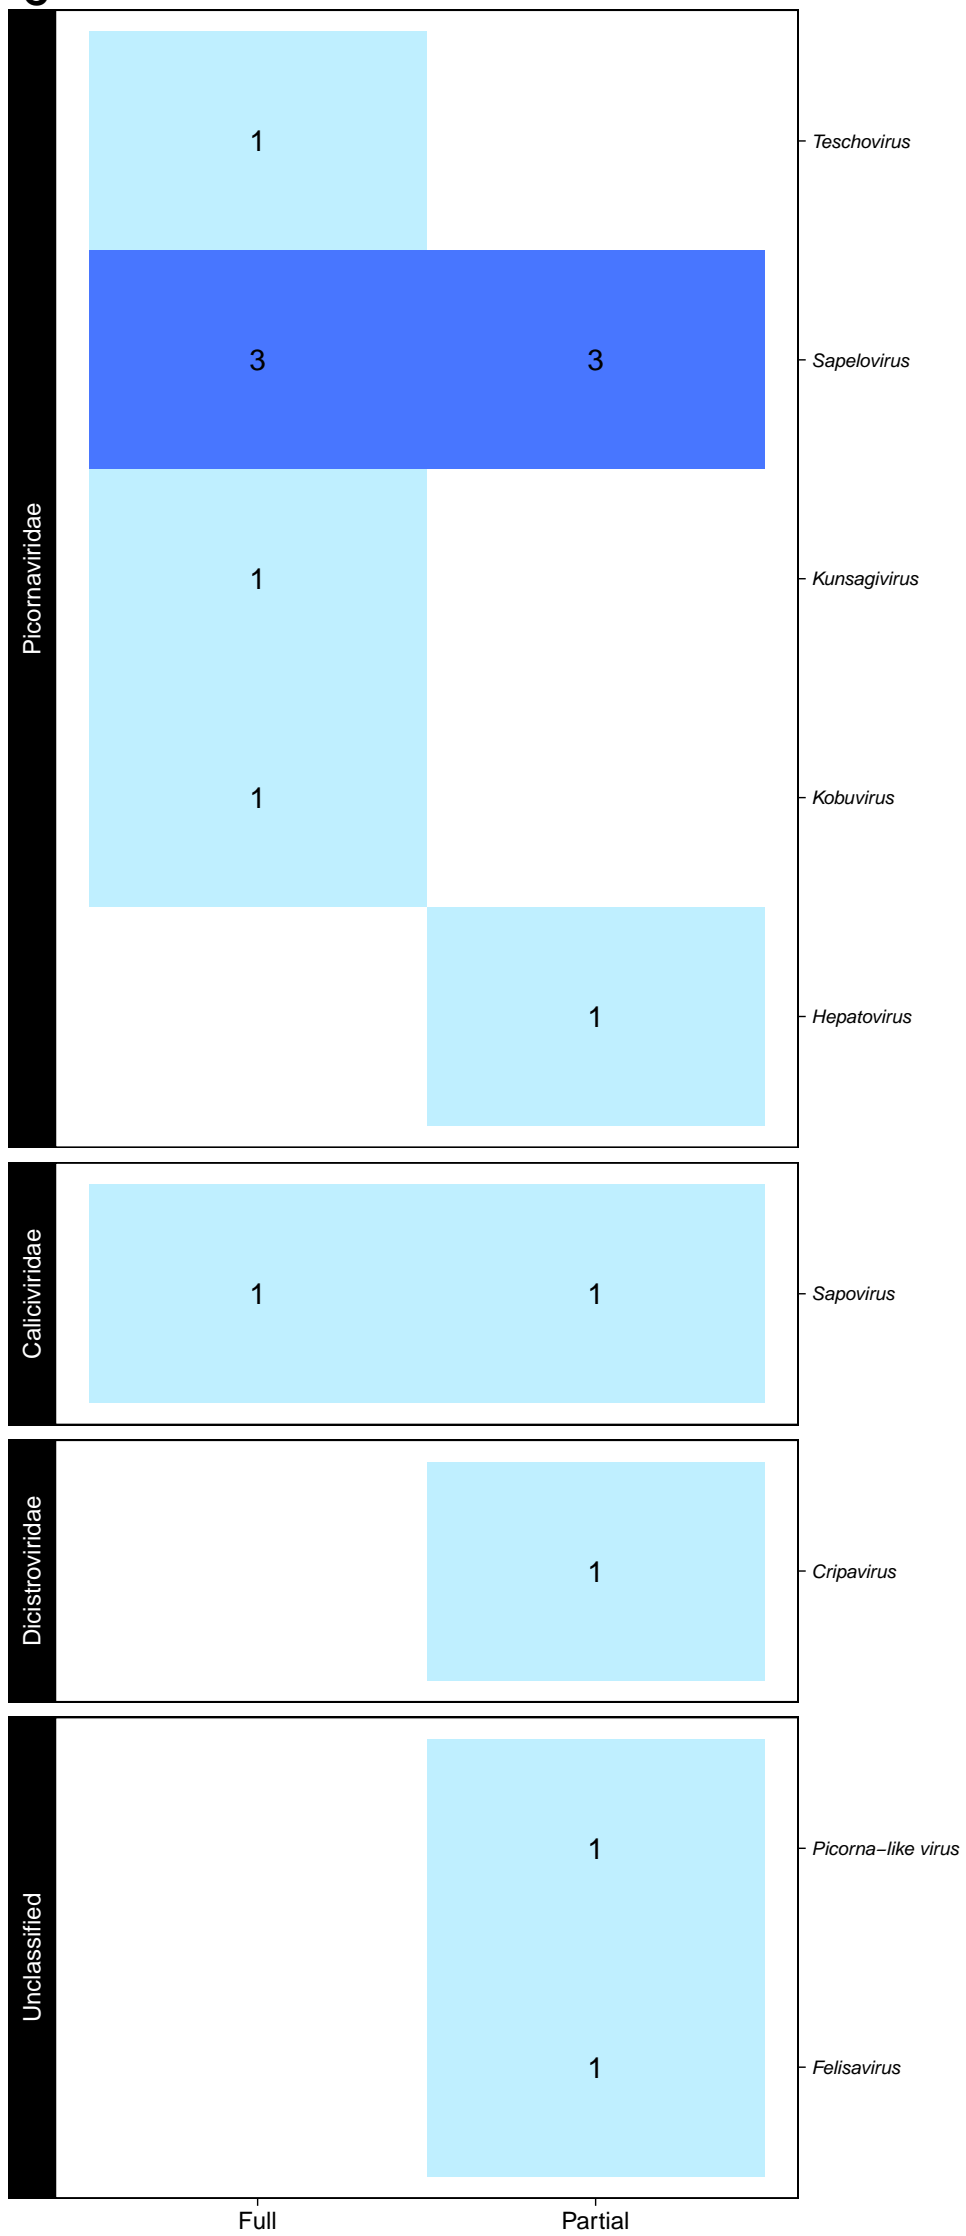 Picornaviridae
1
Teschovirus
3 3
Sapelovirus
1
Kunsagivirus
1
Kobuvirus
1
Hepatovirus
Caliciviridae
1 1
Sapovirus
Dicistroviridae
1
Cripavirus
Unclassified
1
Picorna−like virus
1
Felisavirus
Full Partial